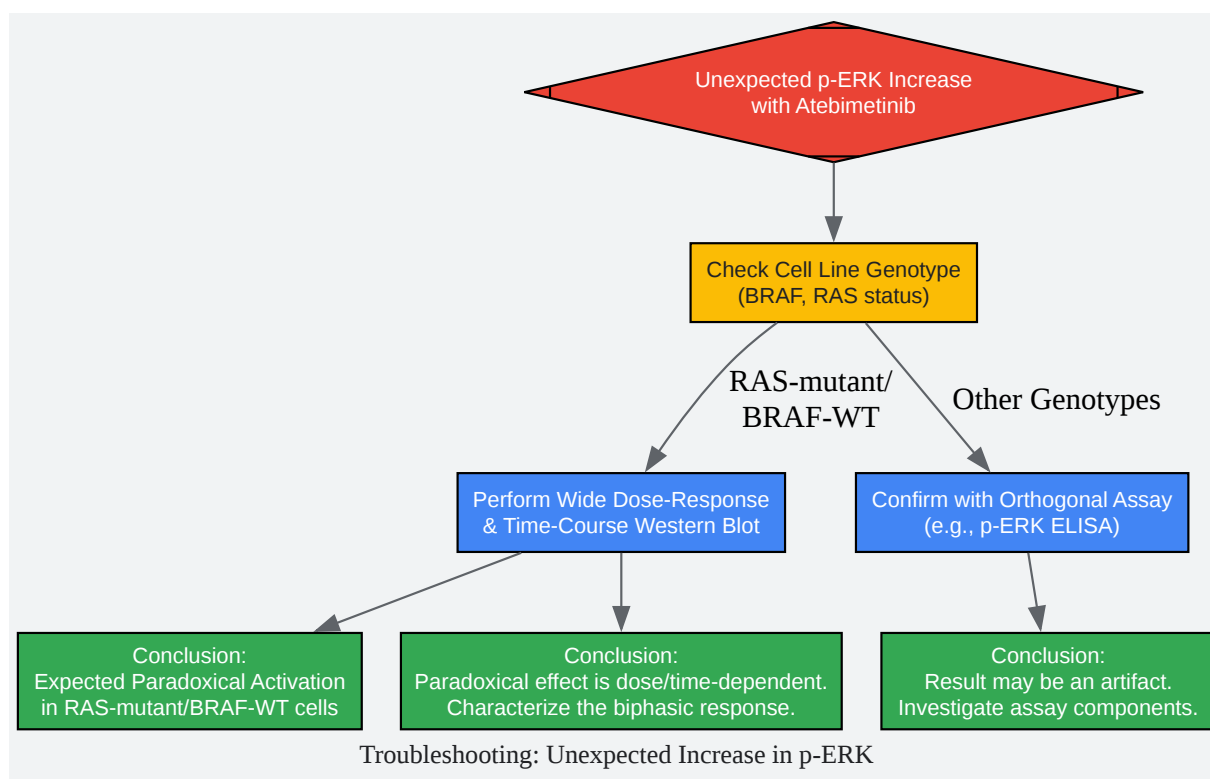 Unexpected p-ERK Increase
with Atebimetinib
Check Cell Line Genotype
(BRAF, RAS status)
RAS-mutant/
BRAF-WT
Other Genotypes
Perform Wide Dose-Response
& Time-Course Western Blot
Confirm with Orthogonal Assay
(e.g., p-ERK ELISA)
Conclusion:
Expected Paradoxical Activation
in RAS-mutant/BRAF-WT cells
Conclusion:
Paradoxical effect is dose/time-dependent.
Characterize the biphasic response.
Conclusion:
Result may be an artifact.
Investigate assay components.
Troubleshooting: Unexpected Increase in p-ERK